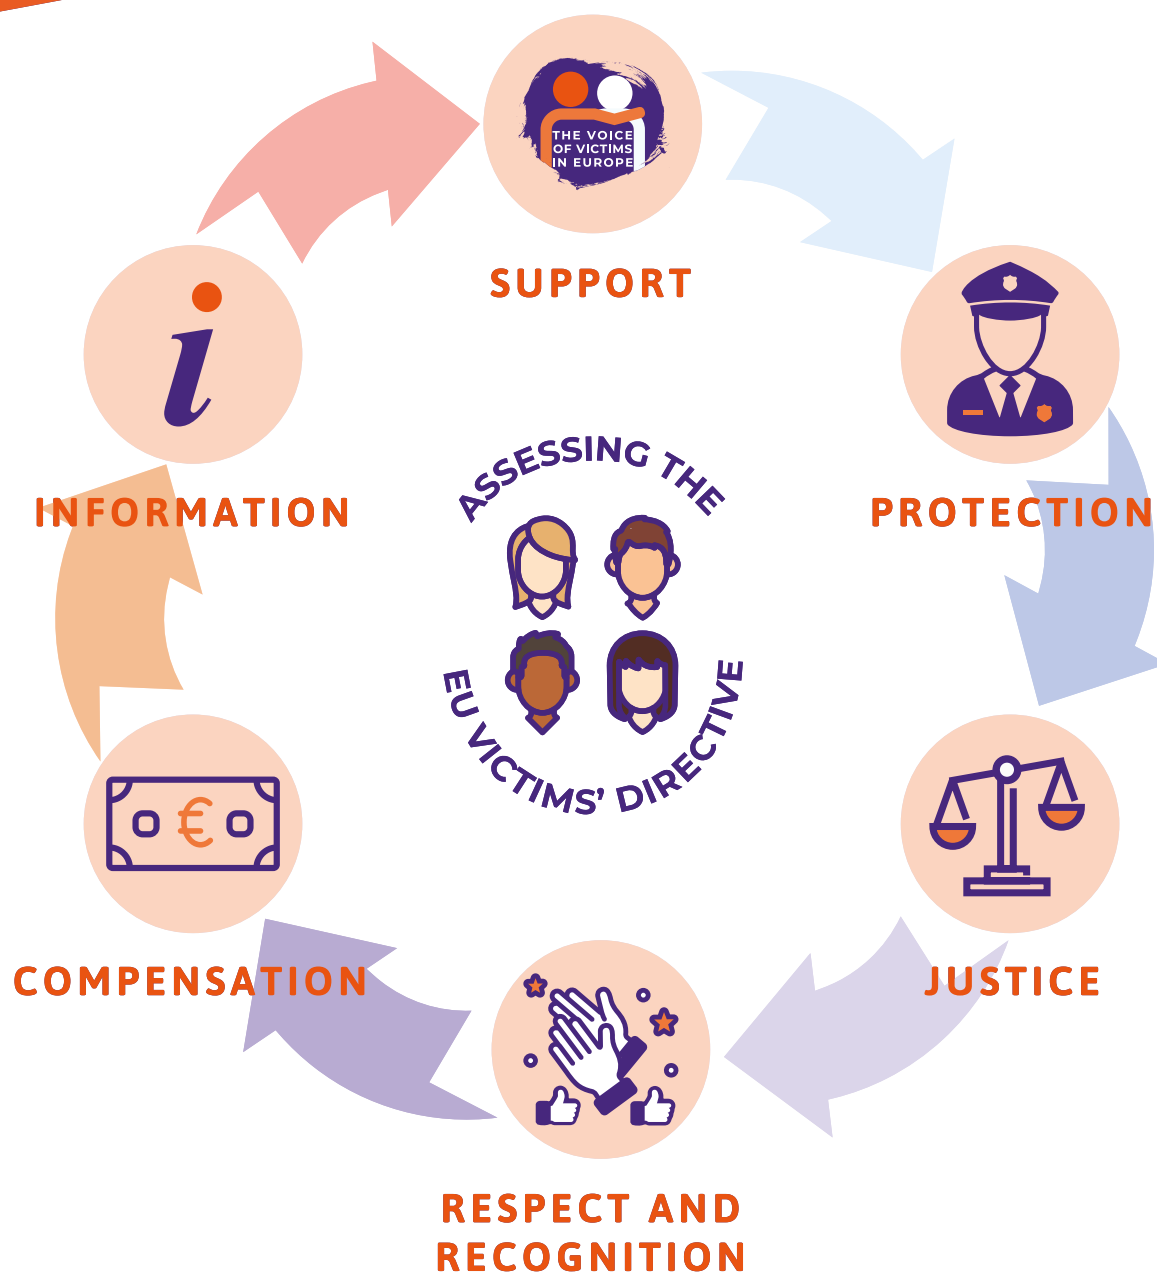 THE VOICE
OF VICTIMS
IN EUROPE
SUPPORT
INFORMATION
PROTECTION
ASSESSING THE
EU VICTIMS’ DIRECTIVE
€
COMPENSATION
JUSTICE
RESPECT AND
RECOGNITION